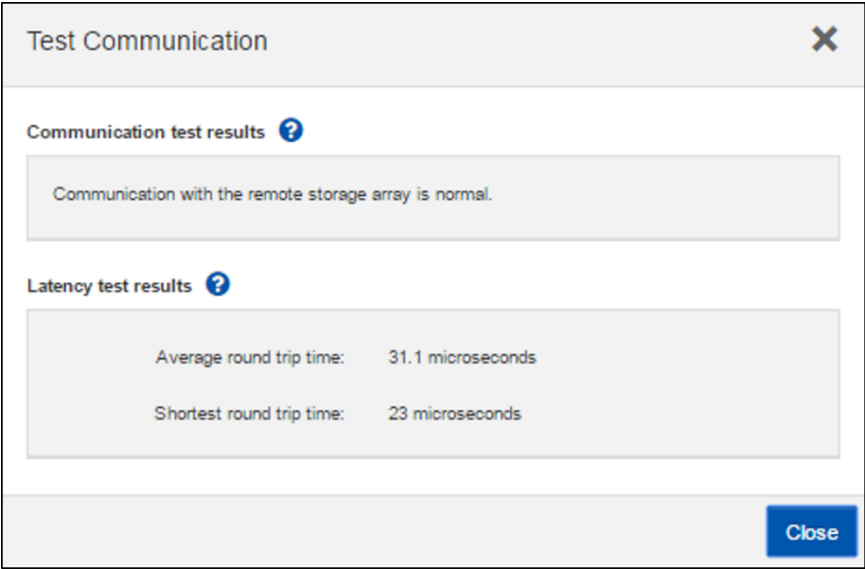 Test Communication
Communication test results ?
Communication with the remote storage array is normal.
Latency test results ?
Average round trip time: 31.1 microseconds
Shortest round trip time: 23 microseconds
Close